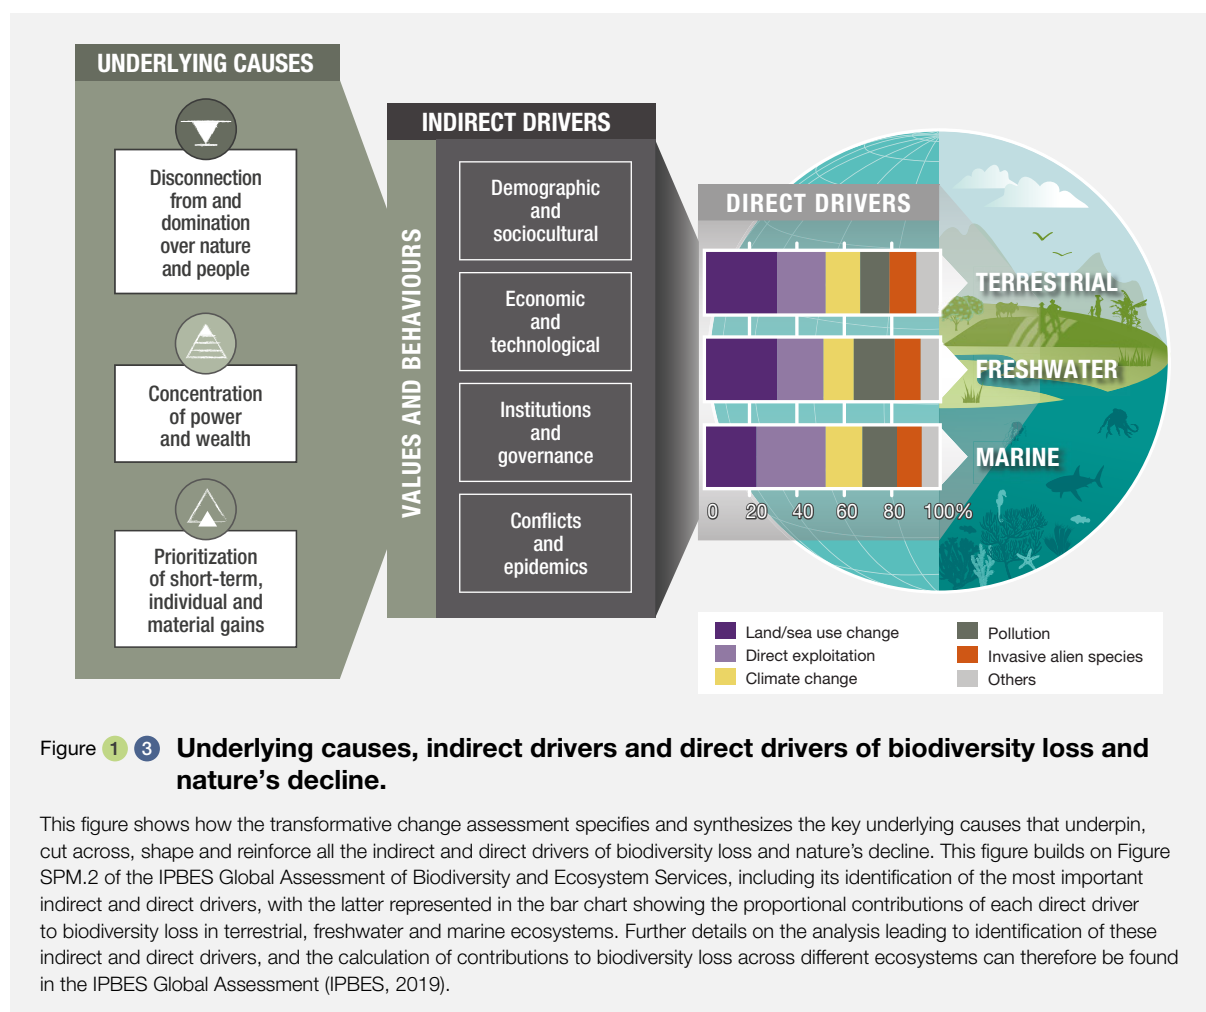 UNDERLYING CAUSES
Disconnection
from and
domination
over nature
and people
Concentration
of power
and wealth
Prioritization
of short-term,
individual and
material gains
INDIRECT DRIVERS
VALUES AND BEHAVIOURS
Demographic
and
sociocultural
Economic
and
technological
Institutions
and
governance
Conflicts
and
epidemics
DIRECT DRIVERS
TERRESTRIAL
FRESHWATER
MARINE
0 20 40 60 80 100%
Land/sea use change
Direct exploitation
Climate change
Pollution
Invasive alien species
Others
Figure 1 3 Underlying causes, indirect drivers and direct drivers of biodiversity loss and
nature’s decline.
This figure shows how the transformative change assessment specifies and synthesizes the key underlying causes that underpin,
cut across, shape and reinforce all the indirect and direct drivers of biodiversity loss and nature’s decline. This figure builds on Figure
SPM.2 of the IPBES Global Assessment of Biodiversity and Ecosystem Services, including its identification of the most important
indirect and direct drivers, with the latter represented in the bar chart showing the proportional contributions of each direct driver
to biodiversity loss in terrestrial, freshwater and marine ecosystems. Further details on the analysis leading to identification of these
indirect and direct drivers, and the calculation of contributions to biodiversity loss across different ecosystems can therefore be found
in the IPBES Global Assessment (IPBES, 2019).